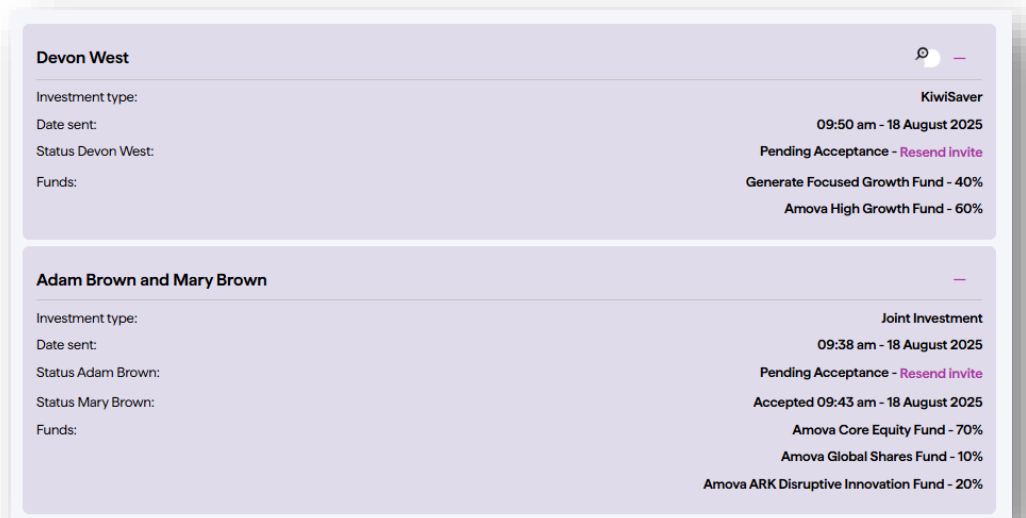 Devon West
Investment type: KiwiSaver
Date sent: 09:50 am - 18 August 2025
Status Devon West: Pending Acceptance - Resend invite
Funds: Generate Focused Growth Fund - 40%
Amova High Growth Fund - 60%
Adam Brown and Mary Brown
Investment type: Joint Investment
Date sent: 09:38 am - 18 August 2025
Status Adam Brown: Pending Acceptance - Resend invite
Status Mary Brown: Accepted 09:43 am - 18 August 2025
Funds: Amova Core Equity Fund - 70%
Amova Global Shares Fund - 10%
Amova ARK Disruptive Innovation Fund - 20%